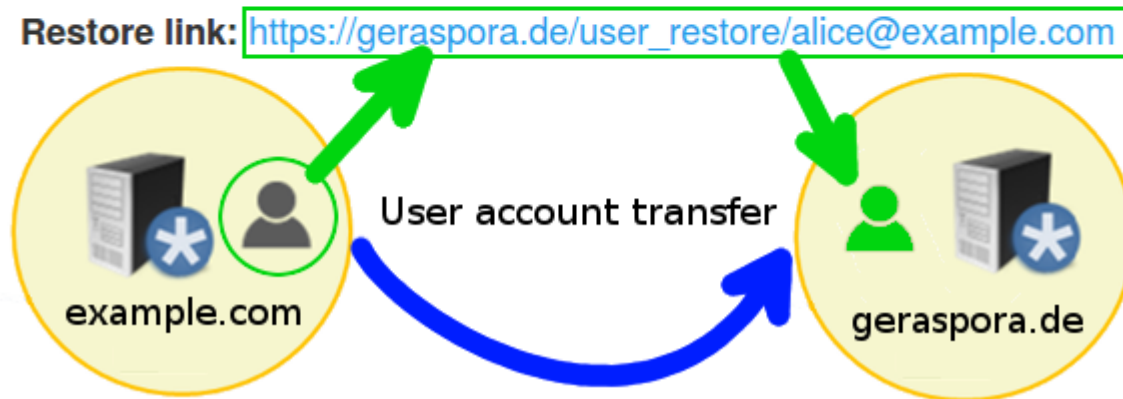 Restore link: https://geraspora.de/user_restore/alice@example.com
User account transfer
example.com
geraspora.de